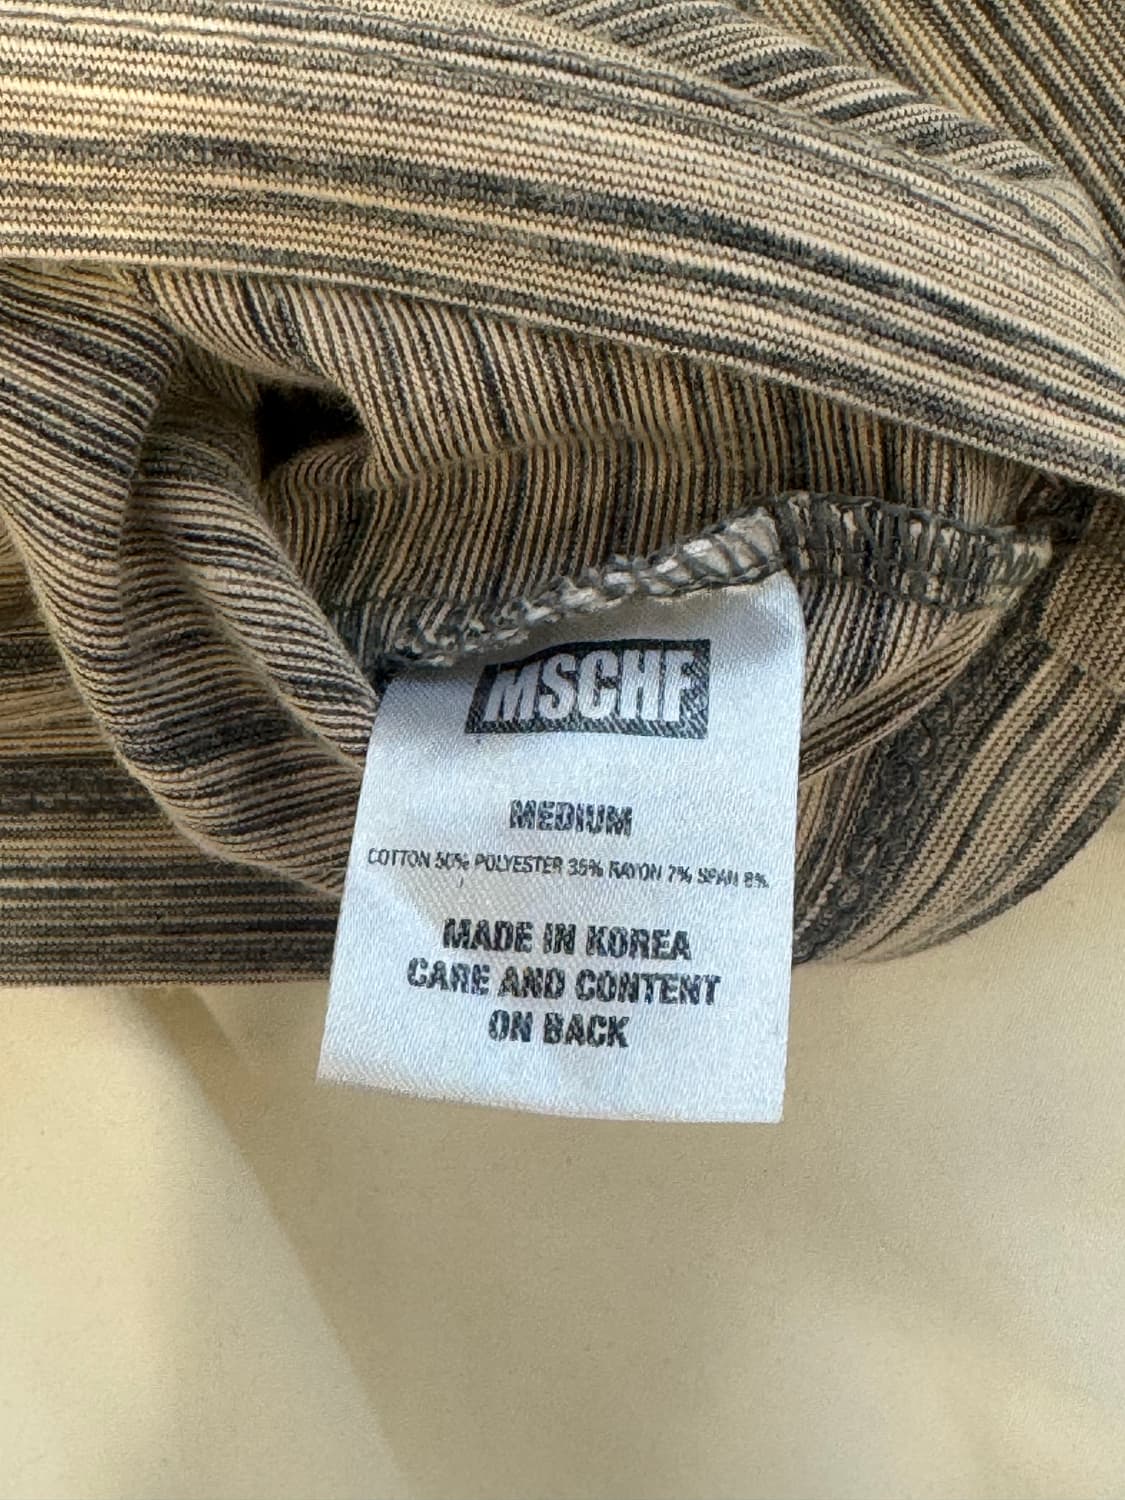 MSCHF
MEDIUM
COTTON 50% POLYESTER 35% RAYON 7% SPAN 8%
MADE IN KOREA
CARE AND CONTENT
ON BACK